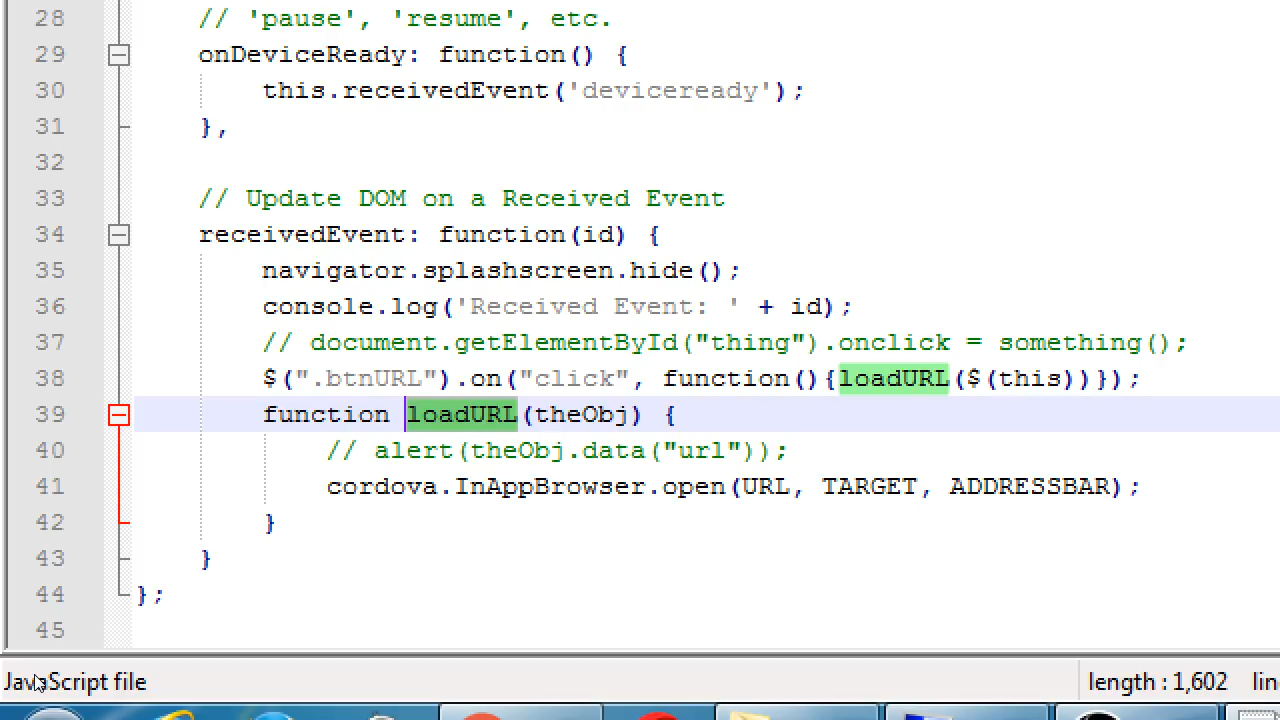 28 // 'pause', 'resume', etc.
29 onDeviceReady: function() {
30 this.receivedEvent('deviceready');
31 },
32
33 // Update DOM on a Received Event
34 receivedEvent: function(id) {
35 navigator.splashscreen.hide();
36 console.log('Received Event: ' + id);
37 // document.getElementById("thing").onclick = something();
38 $(".btnURL").on("click", function(){loadURL($(this))});
39 function loadURL(theObj) {
40 // alert(theObj.data("url"));
41 cordova.InAppBrowser.open(URL, TARGET, ADDRESSBAR);
42 }
43 }
44 };
45
JavaScript file length : 1,602 lin